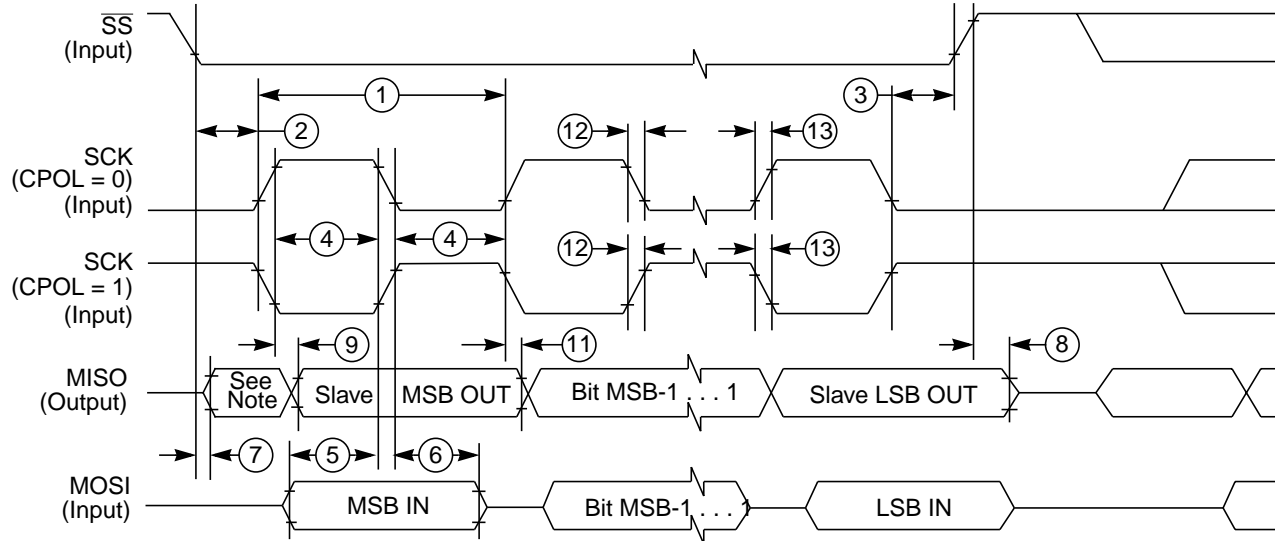 SS
(Input)
1
3
2
12
13
SCK
(CPOL = 0)
(Input)
4
4
12
13
SCK
(CPOL = 1)
(Input)
9
11
8
MISO
(Output)
See
Note
Slave
MSB OUT
Bit MSB-1 . . . 1
Slave LSB OUT
7
5
6
MOSI
(Input)
MSB IN
Bit MSB-1 . . . 1
LSB IN